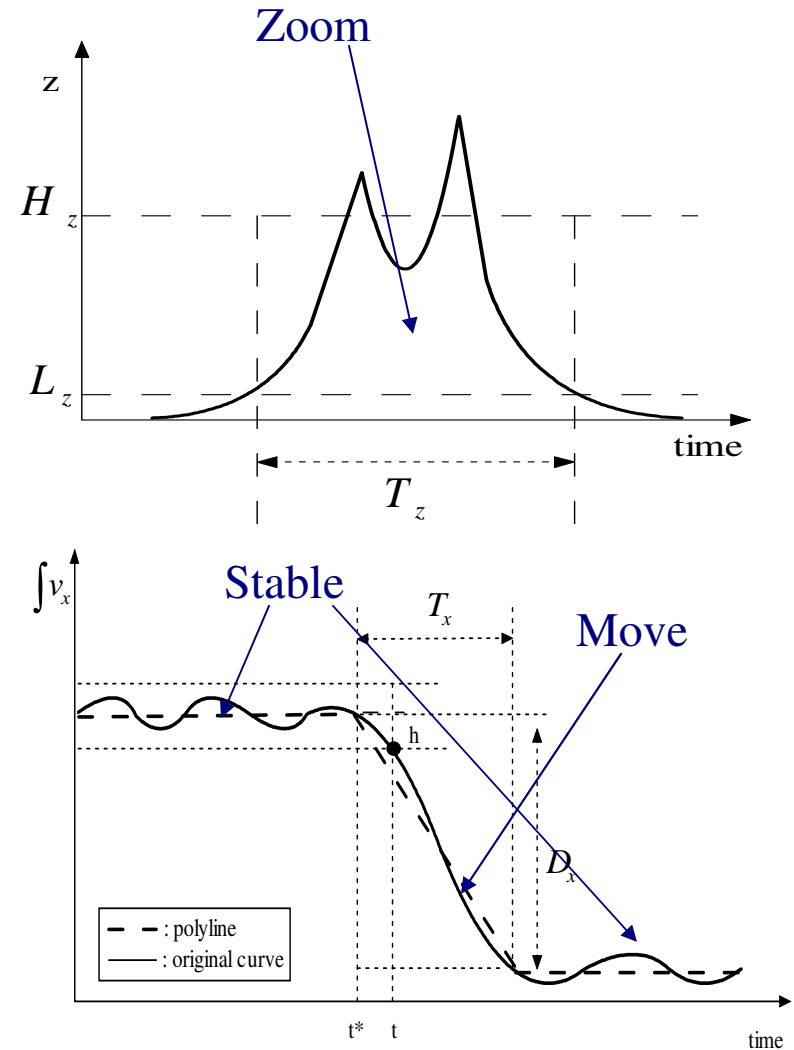 Zoom
z
H z
L z
time
T z
∫v x
Stable
T x
Move
h
D x
: polyline
: original curve
t*
t
time